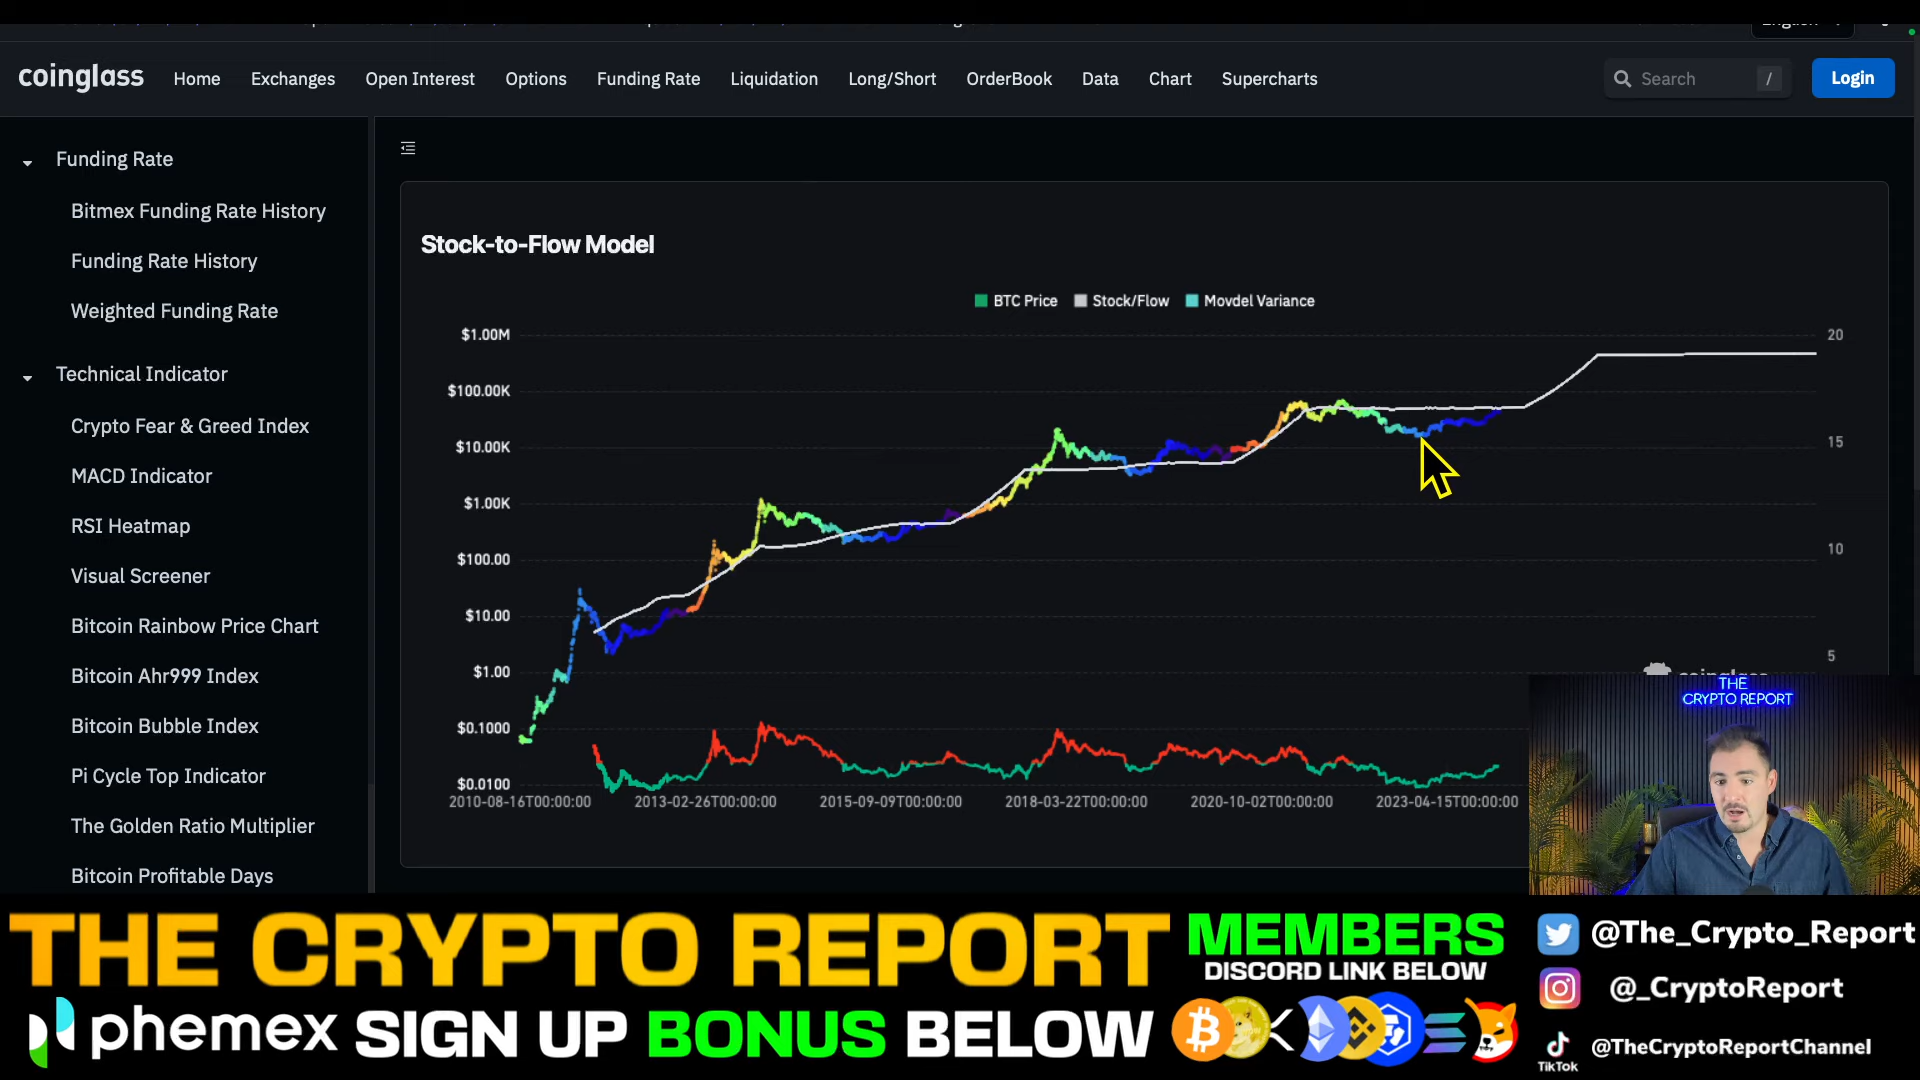 coinglass Home Exchanges Open Interest Options Funding Rate Liquidation Long/Short OrderBook Data Chart Supercharts Search / Login
Funding Rate
Bitmex Funding Rate History
Funding Rate History
Weighted Funding Rate
Technical Indicator
Crypto Fear & Greed Index
MACD Indicator
RSI Heatmap
Visual Screener
Bitcoin Rainbow Price Chart
Bitcoin Ahr999 Index
Bitcoin Bubble Index
Pi Cycle Top Indicator
The Golden Ratio Multiplier
Bitcoin Profitable Days
Stock-to-Flow Model
BTC Price Stock/Flow Movdel Variance
$1.00M
$100.00K
$10.00K
$1.00K
$100.00
$10.00
$1.00
$0.1000
$0.0100
20
15
10
5
2010-08-16T00:00:00 2013-02-26T00:00:00 2015-09-09T00:00:00 2018-03-22T00:00:00 2020-10-02T00:00:00 2023-04-15T00:00:00
coinglass
THE
CRYPTO REPORT
THE CRYPTO REPORT
phemex SIGN UP BONUS BELOW
MEMBERS
DISCORD LINK BELOW
@The_Crypto_Report
@_CryptoReport
TikTok @TheCryptoReportChannel